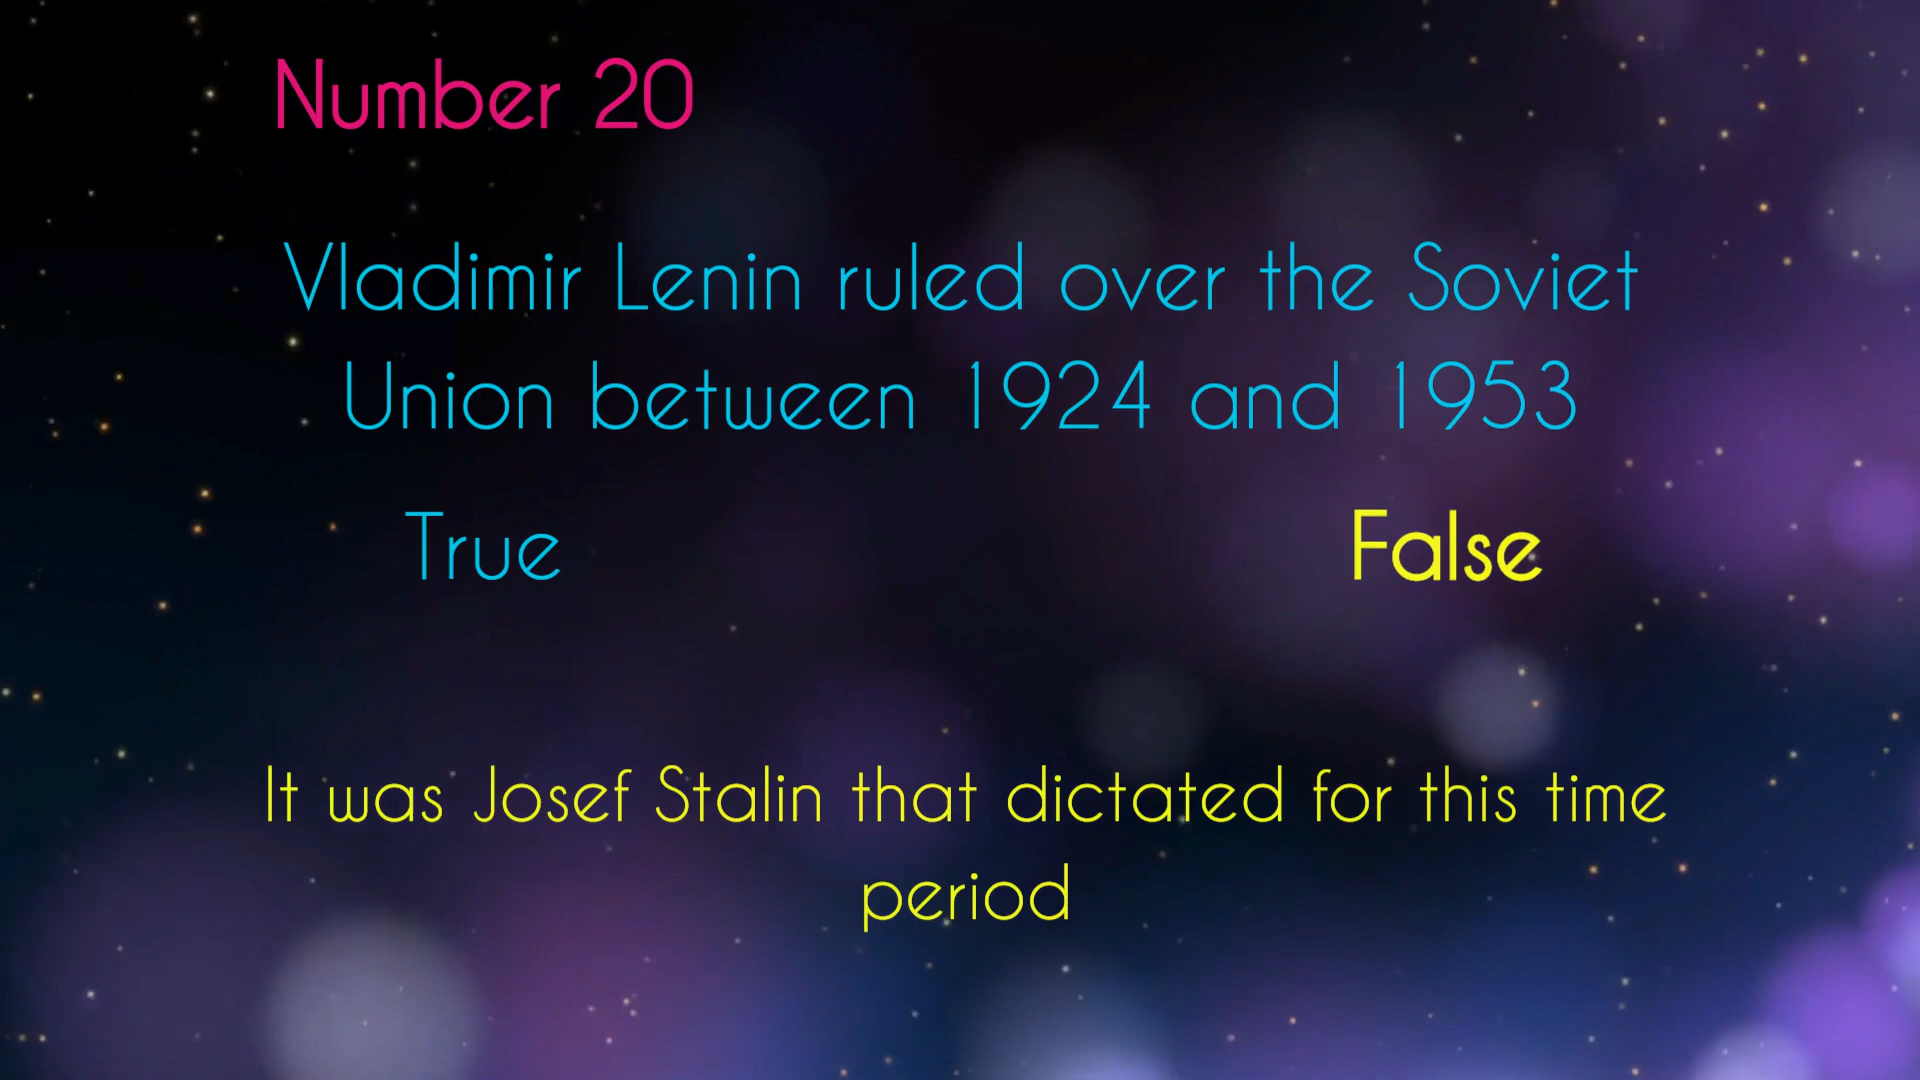 Number 20
Vladimir Lenin ruled over the Soviet
Union between 1924 and 1953
True False
It was Josef Stalin that dictated for this time
period